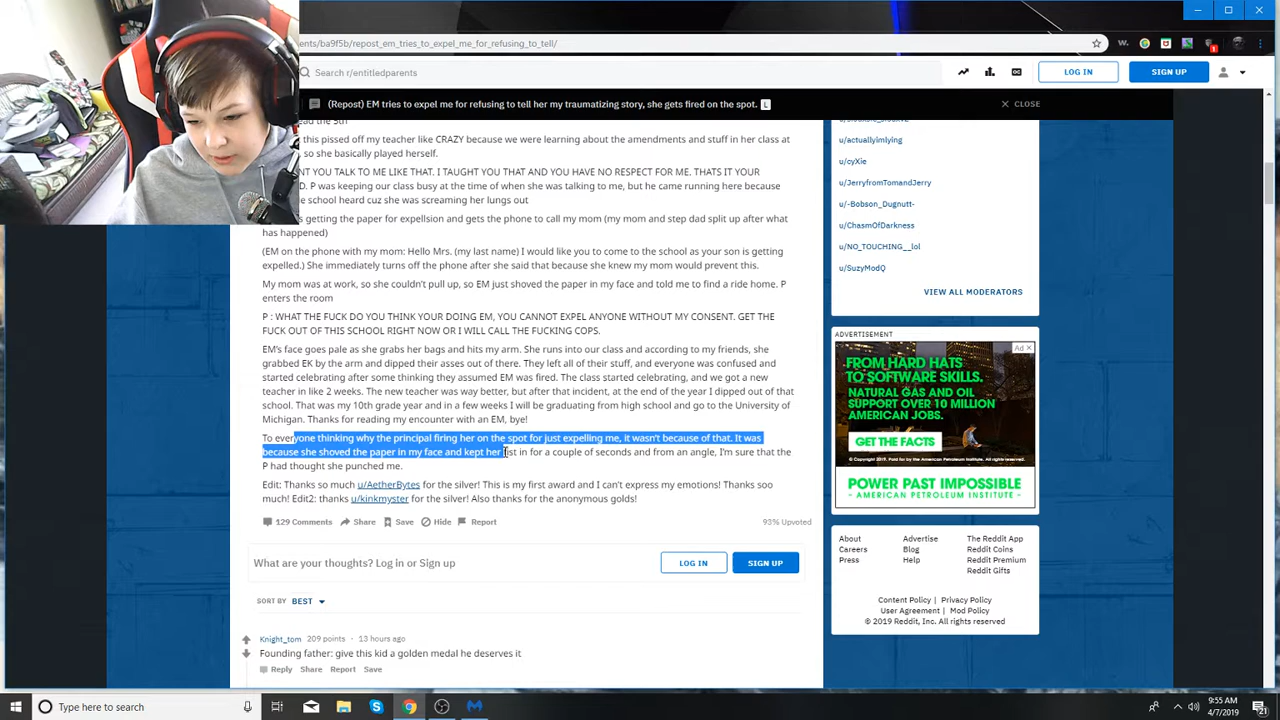 ents/ba9f5b/repost_em_tries_to_expel_me_for_refusing_to_tell/
Search r/entitledparents
LOG IN
SIGN UP
(Repost) EM tries to expel me for refusing to tell her my traumatizing story, she gets fired on the spot. L
CLOSE
this pissed off my teacher like CRAZY because we were learning about the amendments and stuff in her class at
so she basically played herself.
NT YOU TALK TO ME LIKE THAT. I TAUGHT YOU THAT AND YOU HAVE NO RESPECT FOR ME. THATS IT YOUR
D. P was keeping our class busy at the time of when she was talking to me, but he came running here because
school heard cuz she was screaming her lungs out
s getting the paper for expellsion and gets the phone to call my mom (my mom and step dad split up after what
has happened)
(EM on the phone with my mom: Hello Mrs. (my last name) I would like you to come to the school as your son is getting
expelled.) She immediately turns off the phone after she said that because she knew my mom would prevent this.
My mom was at work, so she couldn't pull up, so EM just shoved the paper in my face and told me to find a ride home. P
enters the room
P : WHAT THE FUCK DO YOU THINK YOUR DOING EM, YOU CANNOT EXPEL ANYONE WITHOUT MY CONSENT. GET THE
FUCK OUT OF THIS SCHOOL RIGHT NOW OR I WILL CALL THE FUCKING COPS.
EM's face goes pale as she grabs her bags and hits my arm. She runs into our class and according to my friends, she
grabbed EK by the arm and dipped their asses out of there. They left all of their stuff, and everyone was confused and
started celebrating after some thinking they assumed EM was fired. The class started celebrating, and we got a new
teacher in like 2 weeks. The new teacher was way better, but after that incident, at the end of the year I dipped out of that
school. That was my 10th grade year and in a few weeks I will be graduating from high school and go to the University of
Michigan. Thanks for reading my encounter with an EM, bye!
To everyone thinking why the principal firing her on the spot for just expelling me, it wasn't because of that. It was
because she shoved the paper in my face and kept her fist in for a couple of seconds and from an angle, I'm sure that the
P had thought she punched me.
Edit: Thanks so much u/AetherBytes for the silver! This is my first award and I can't express my emotions! Thanks soo
much! Edit2: thanks u/kinkmyster for the silver! Also thanks for the anonymous golds!
129 Comments Share Save Hide Report 93% Upvoted
What are your thoughts? Log in or Sign up
LOG IN
SIGN UP
SORT BY BEST
Knight_tom 209 points · 13 hours ago
Founding father: give this kid a golden medal he deserves it
Reply Share Report Save
u/actuallyimlying
u/cyXie
u/JerryfromTomandJerry
u/-Bobson_Dugnutt-
u/ChasmOfDarkness
u/NO_TOUCHING__lol
u/SuzyModQ
VIEW ALL MODERATORS
ADVERTISEMENT
Ad
FROM HARD HATS
TO SOFTWARE SKILLS.
NATURAL GAS AND OIL
SUPPORT OVER 10 MILLION
AMERICAN JOBS.
GET THE FACTS
POWER PAST IMPOSSIBLE
- AMERICAN PETROLEUM INSTITUTE -
About Advertise The Reddit App
Careers Blog Reddit Coins
Press Help Reddit Premium
Reddit Gifts
Content Policy | Privacy Policy
User Agreement | Mod Policy
© 2019 Reddit, Inc. All rights reserved
Type here to search
9:55 AM
4/7/2019
21